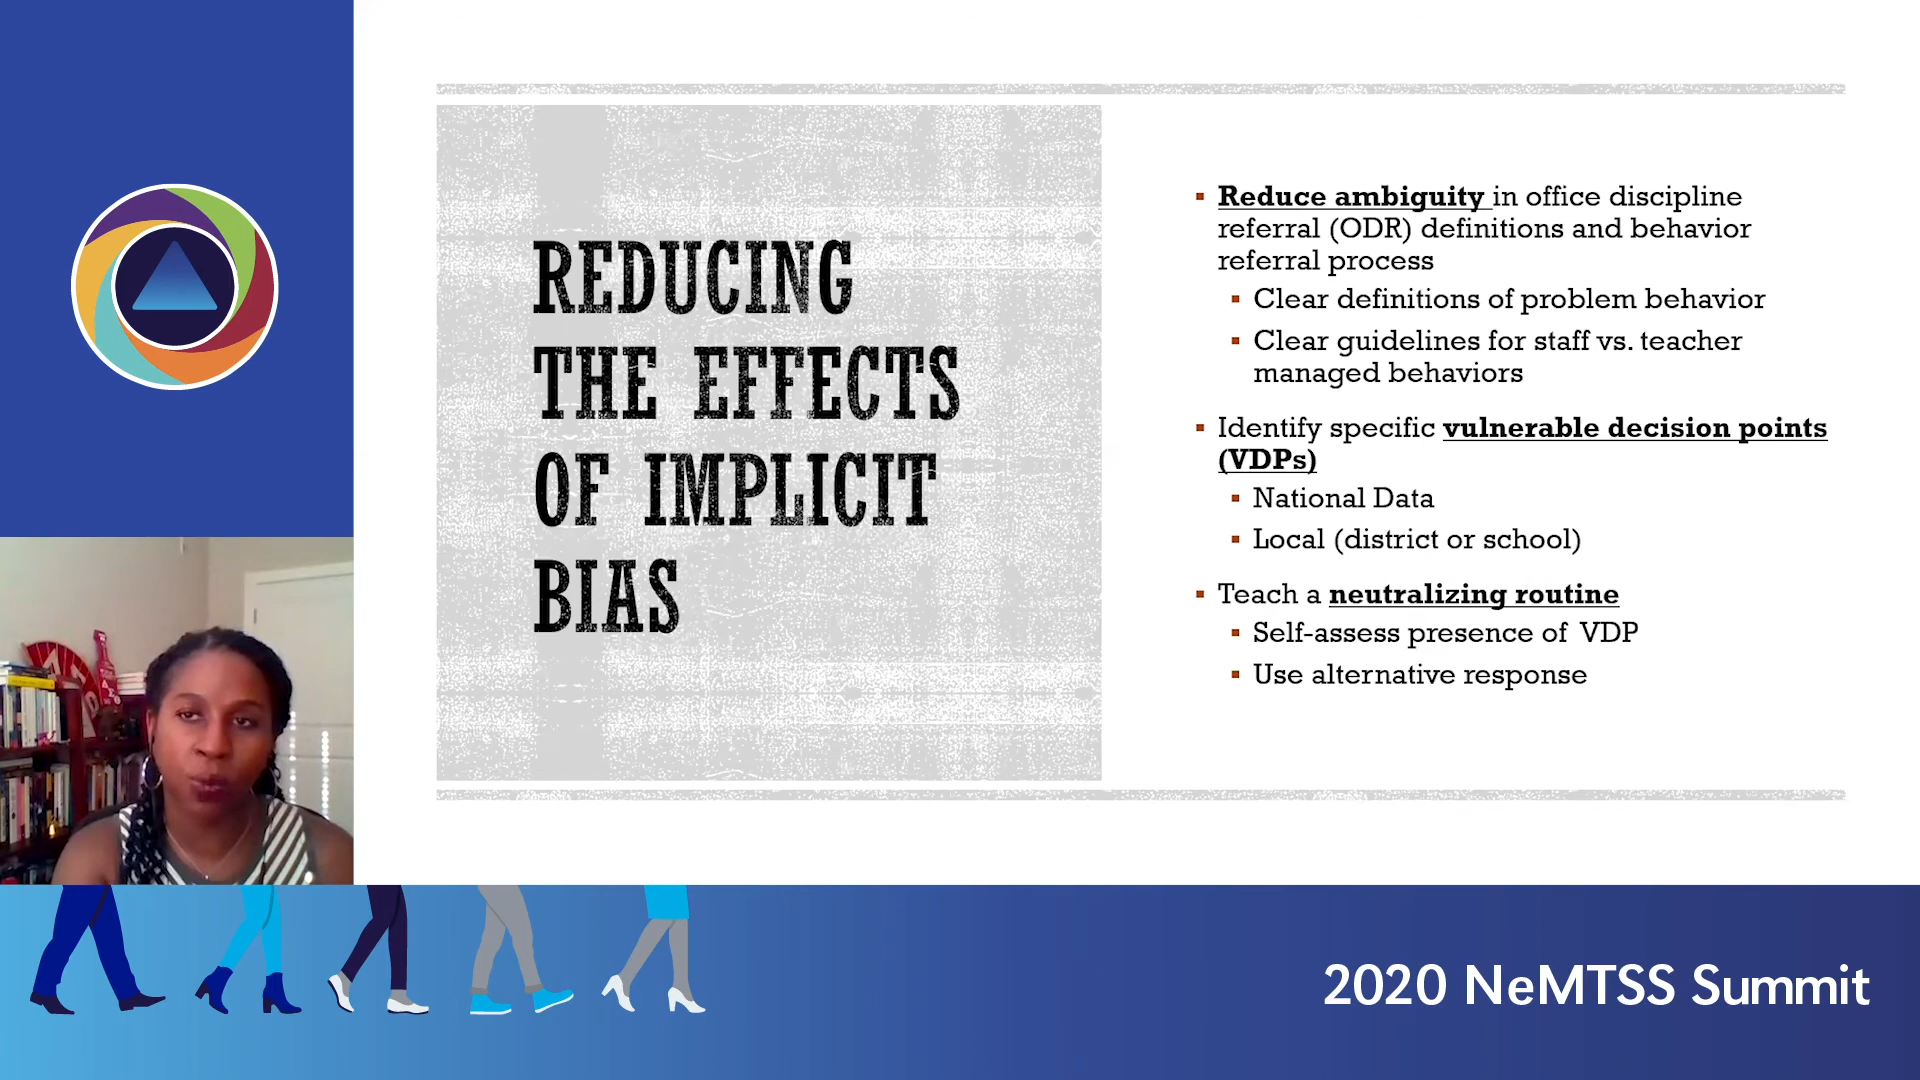 REDUCING
THE EFFECTS
OF IMPLICIT
BIAS
▪ Reduce ambiguity in office discipline
referral (ODR) definitions and behavior
referral process
▪ Clear definitions of problem behavior
▪ Clear guidelines for staff vs. teacher
managed behaviors
▪ Identify specific vulnerable decision points
(VDPs)
▪ National Data
▪ Local (district or school)
▪ Teach a neutralizing routine
▪ Self-assess presence of VDP
▪ Use alternative response
2020 NeMTSS Summit